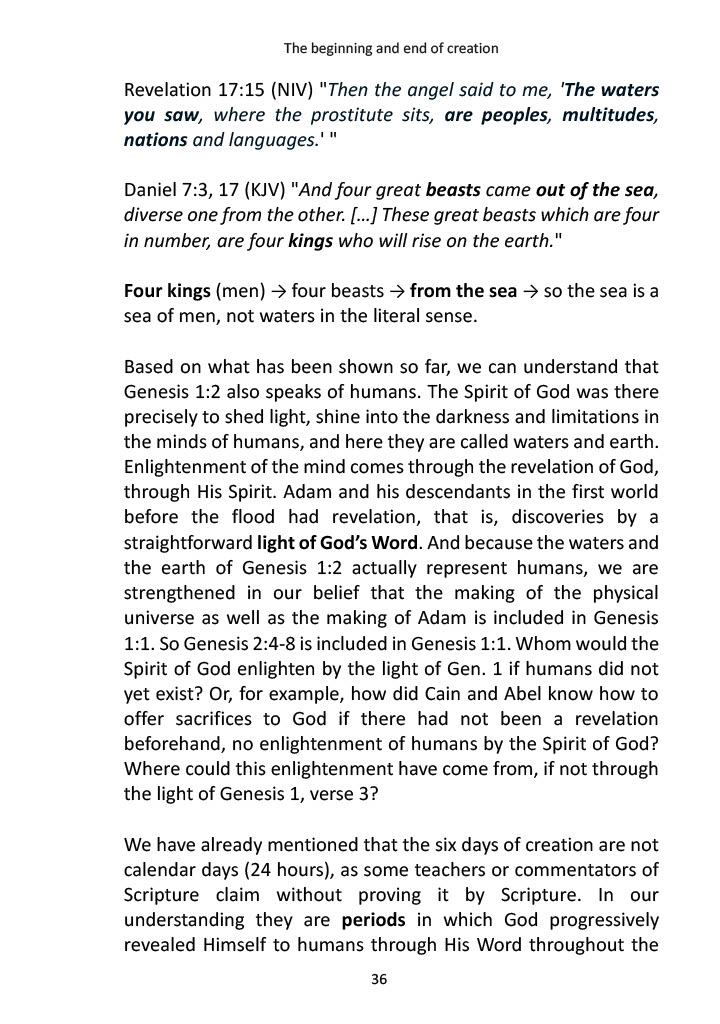 The beginning and end of creation
Revelation 17:15 (NIV) "Then the angel said to me, 'The waters
you saw, where the prostitute sits, are peoples, multitudes,
nations and languages.' "
Daniel 7:3, 17 (KJV) "And four great beasts came out of the sea,
diverse one from the other. [...] These great beasts which are four
in number, are four kings who will rise on the earth."
Four kings (men) → four beasts → from the sea → so the sea is a
sea of men, not waters in the literal sense.
Based on what has been shown so far, we can understand that
Genesis 1:2 also speaks of humans. The Spirit of God was there
precisely to shed light, shine into the darkness and limitations in
the minds of humans, and here they are called waters and earth.
Enlightenment of the mind comes through the revelation of God,
through His Spirit. Adam and his descendants in the first world
before the flood had revelation, that is, discoveries by a
straightforward light of God’s Word. And because the waters and
the earth of Genesis 1:2 actually represent humans, we are
strengthened in our belief that the making of the physical
universe as well as the making of Adam is included in Genesis
1:1. So Genesis 2:4-8 is included in Genesis 1:1. Whom would the
Spirit of God enlighten by the light of Gen. 1 if humans did not
yet exist? Or, for example, how did Cain and Abel know how to
offer sacrifices to God if there had not been a revelation
beforehand, no enlightenment of humans by the Spirit of God?
Where could this enlightenment have come from, if not through
the light of Genesis 1, verse 3?
We have already mentioned that the six days of creation are not
calendar days (24 hours), as some teachers or commentators of
Scripture claim without proving it by Scripture. In our
understanding they are periods in which God progressively
revealed Himself to humans through His Word throughout the
36